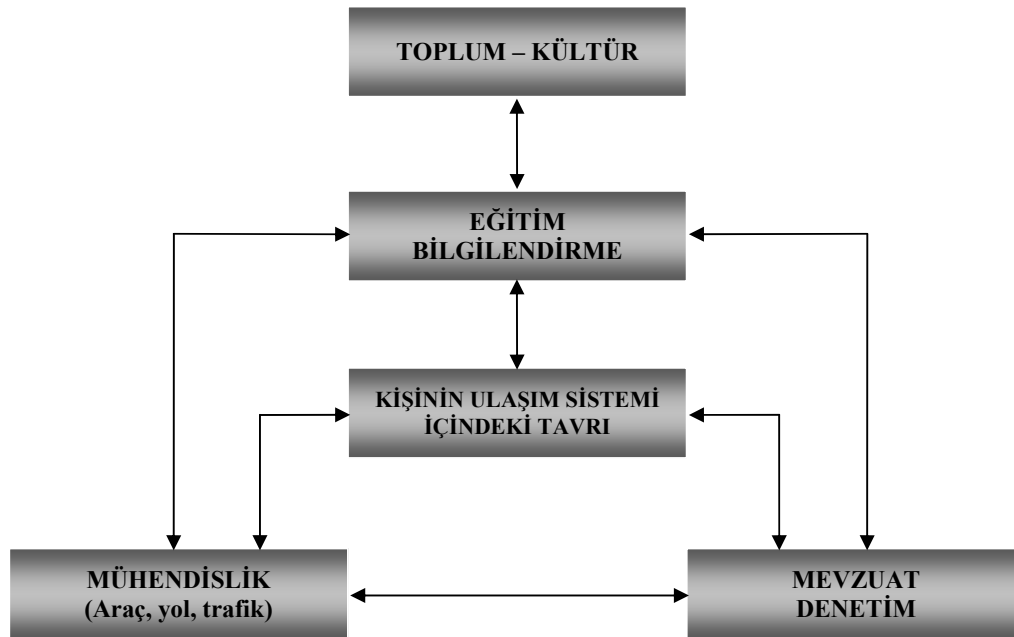 TOPLUM – KÜLTÜR
EĞİTİM
BİLGİLENDİRME
KİŞİNİN ULAŞIM SİSTEMİ
İÇİNDEKİ TAVRI
MÜHENDİSLİK
(Araç, yol, trafik)
MEVZUAT
DENETİM